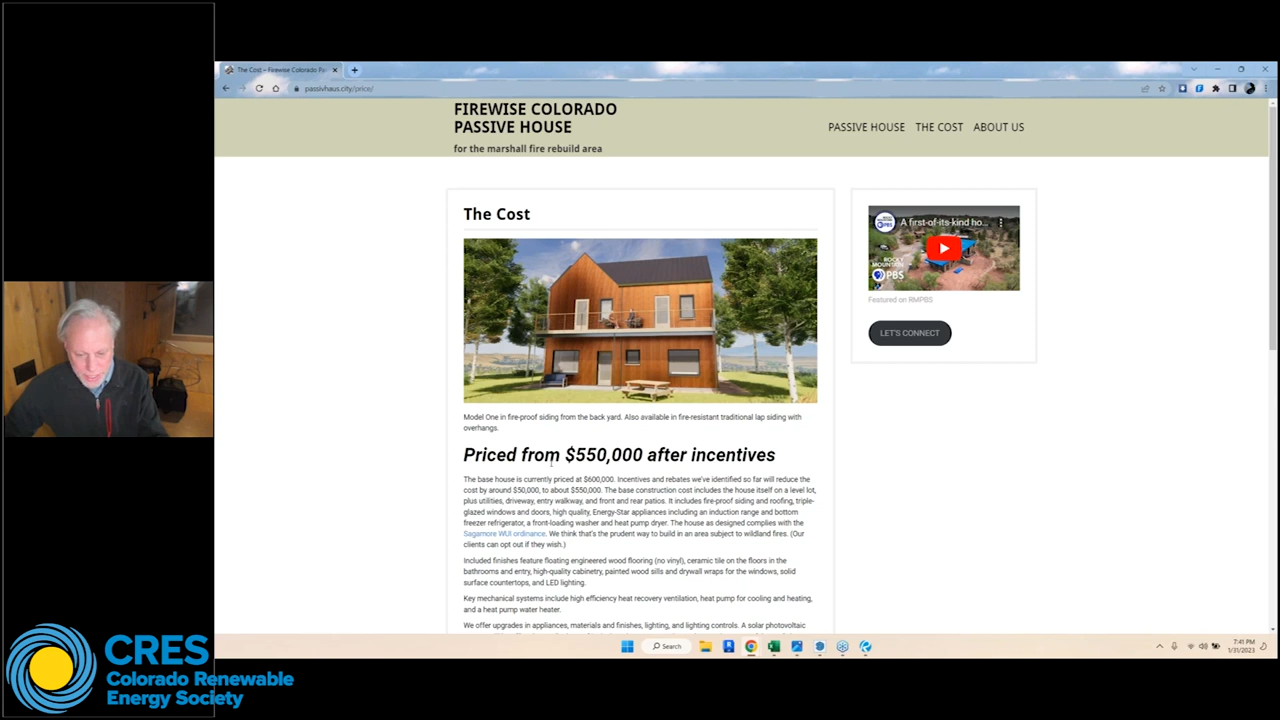 The Cost – Firewise Colorado Pa
passivhaus.city/price/
FIREWISE COLORADO
PASSIVE HOUSE
for the marshall fire rebuild area
PASSIVE HOUSE
THE COST
ABOUT US
The Cost
Model One in fire-proof siding from the back yard. Also available in fire-resistant traditional lap siding with
overhangs.
Priced from $550,000 after incentives
The base house is currently priced at $600,000. Incentives and rebates we've identified so far will reduce the
cost by around $50,000, to about $550,000. The base construction cost includes the house itself on a level lot,
plus utilities, driveway, entry walkway, and front and rear patios. It includes fire-proof siding and roofing, triple-
glazed windows and doors, high quality, Energy-Star appliances including an induction range and bottom
freezer refrigerator, a front-loading washer and heat pump dryer. The house as designed complies with the
Sagamore WUI ordinance. We think that's the prudent way to build in an area subject to wildland fires. (Our
clients can opt out if they wish.)
Included finishes feature floating engineered wood flooring (no vinyl), ceramic tile on the floors in the
bathrooms and entry, high-quality cabinetry, painted wood sills and drywall wraps for the windows, solid
surface countertops, and LED lighting.
Key mechanical systems include high efficiency heat recovery ventilation, heat pump for cooling and heating,
and a heat pump water heater.
We offer upgrades in appliances, materials and finishes, lighting, and lighting controls. A solar photovoltaic
A first-of-its-kind ho...
ROCKY
MOUNTAIN
PBS
Featured on RMPBS
LET'S CONNECT
Search
7:41 PM
1/31/2023
CRES
Colorado Renewable
Energy Society